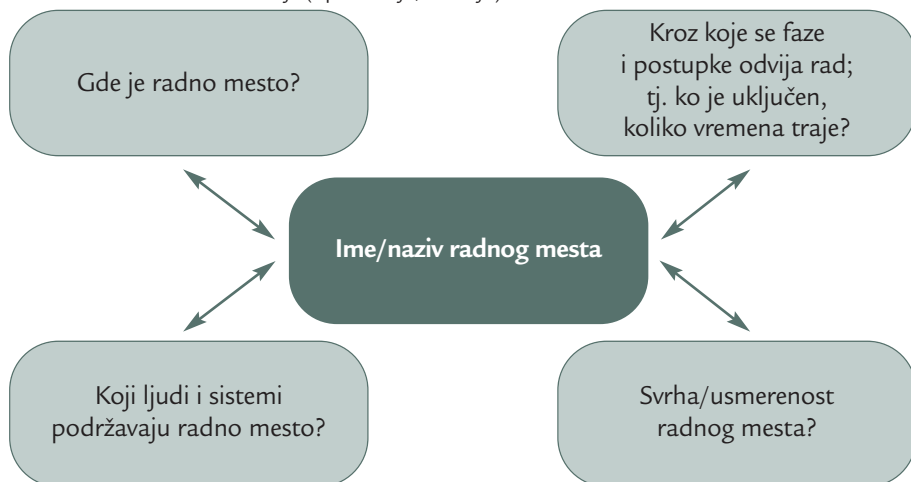 Gde je radno mesto?
Kroz koje se faze
i postupke odvija rad;
tj. ko je uključen,
koliko vremena traje?
Ime/naziv radnog mesta
Koji ljudi i sistemi
podržavaju radno mesto?
Svrha/usmerenost
radnog mesta?